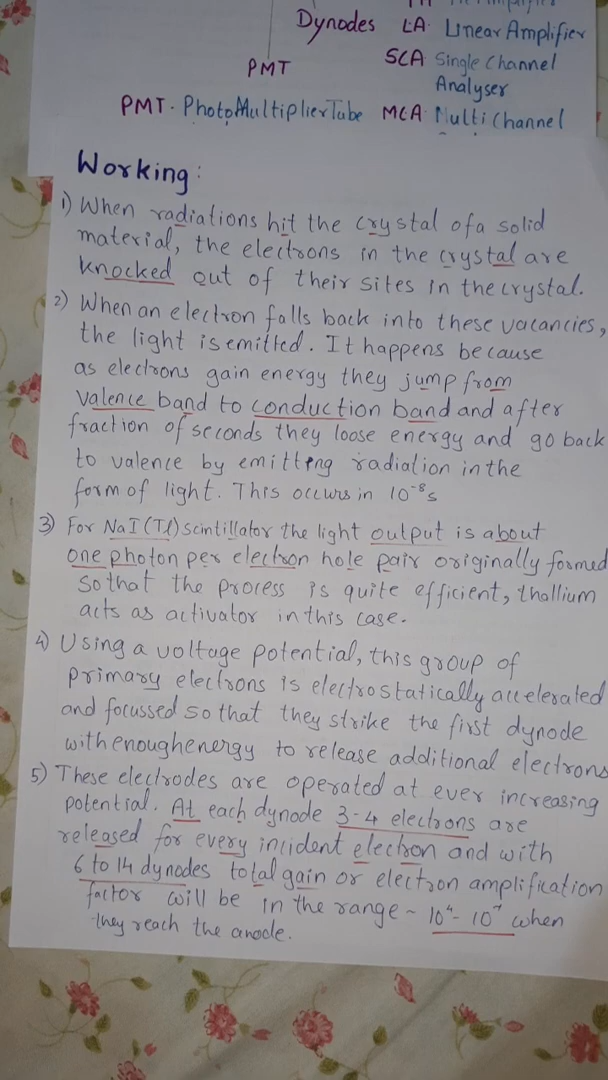 Dynodes LA. Linear Amplifier
PMT SCA Single Channel
Analyser
PMT - PhotoMultiplierTube MCA Multi Channel
Working:
1) When radiations hit the crystal of a solid
material, the electrons in the crystal are
knocked out of their sites in the crystal.
2) When an electron falls back into these vacancies,
the light is emitted. It happens because
as electrons gain energy they jump from
valence band to conduction band and after
fraction of seconds they loose energy and go back
to valence by emitting radiation in the
form of light. This occurs in 10⁻⁸s
3) For NaI(Tl) scintillator the light output is about
one photon per electron hole pair originally formed
so that the process is quite efficient, thallium
acts as activator in this case.
4) Using a voltage potential, this group of
primary electrons is electrostatically accelerated
and focussed so that they strike the first dynode
with enough energy to release additional electrons
5) These electrodes are operated at ever increasing
potential. At each dynode 3-4 electrons are
released for every incident electron and with
6 to 14 dynodes total gain or electron amplification
factor will be in the range ~ 10⁴- 10⁷ when
they reach the anode.